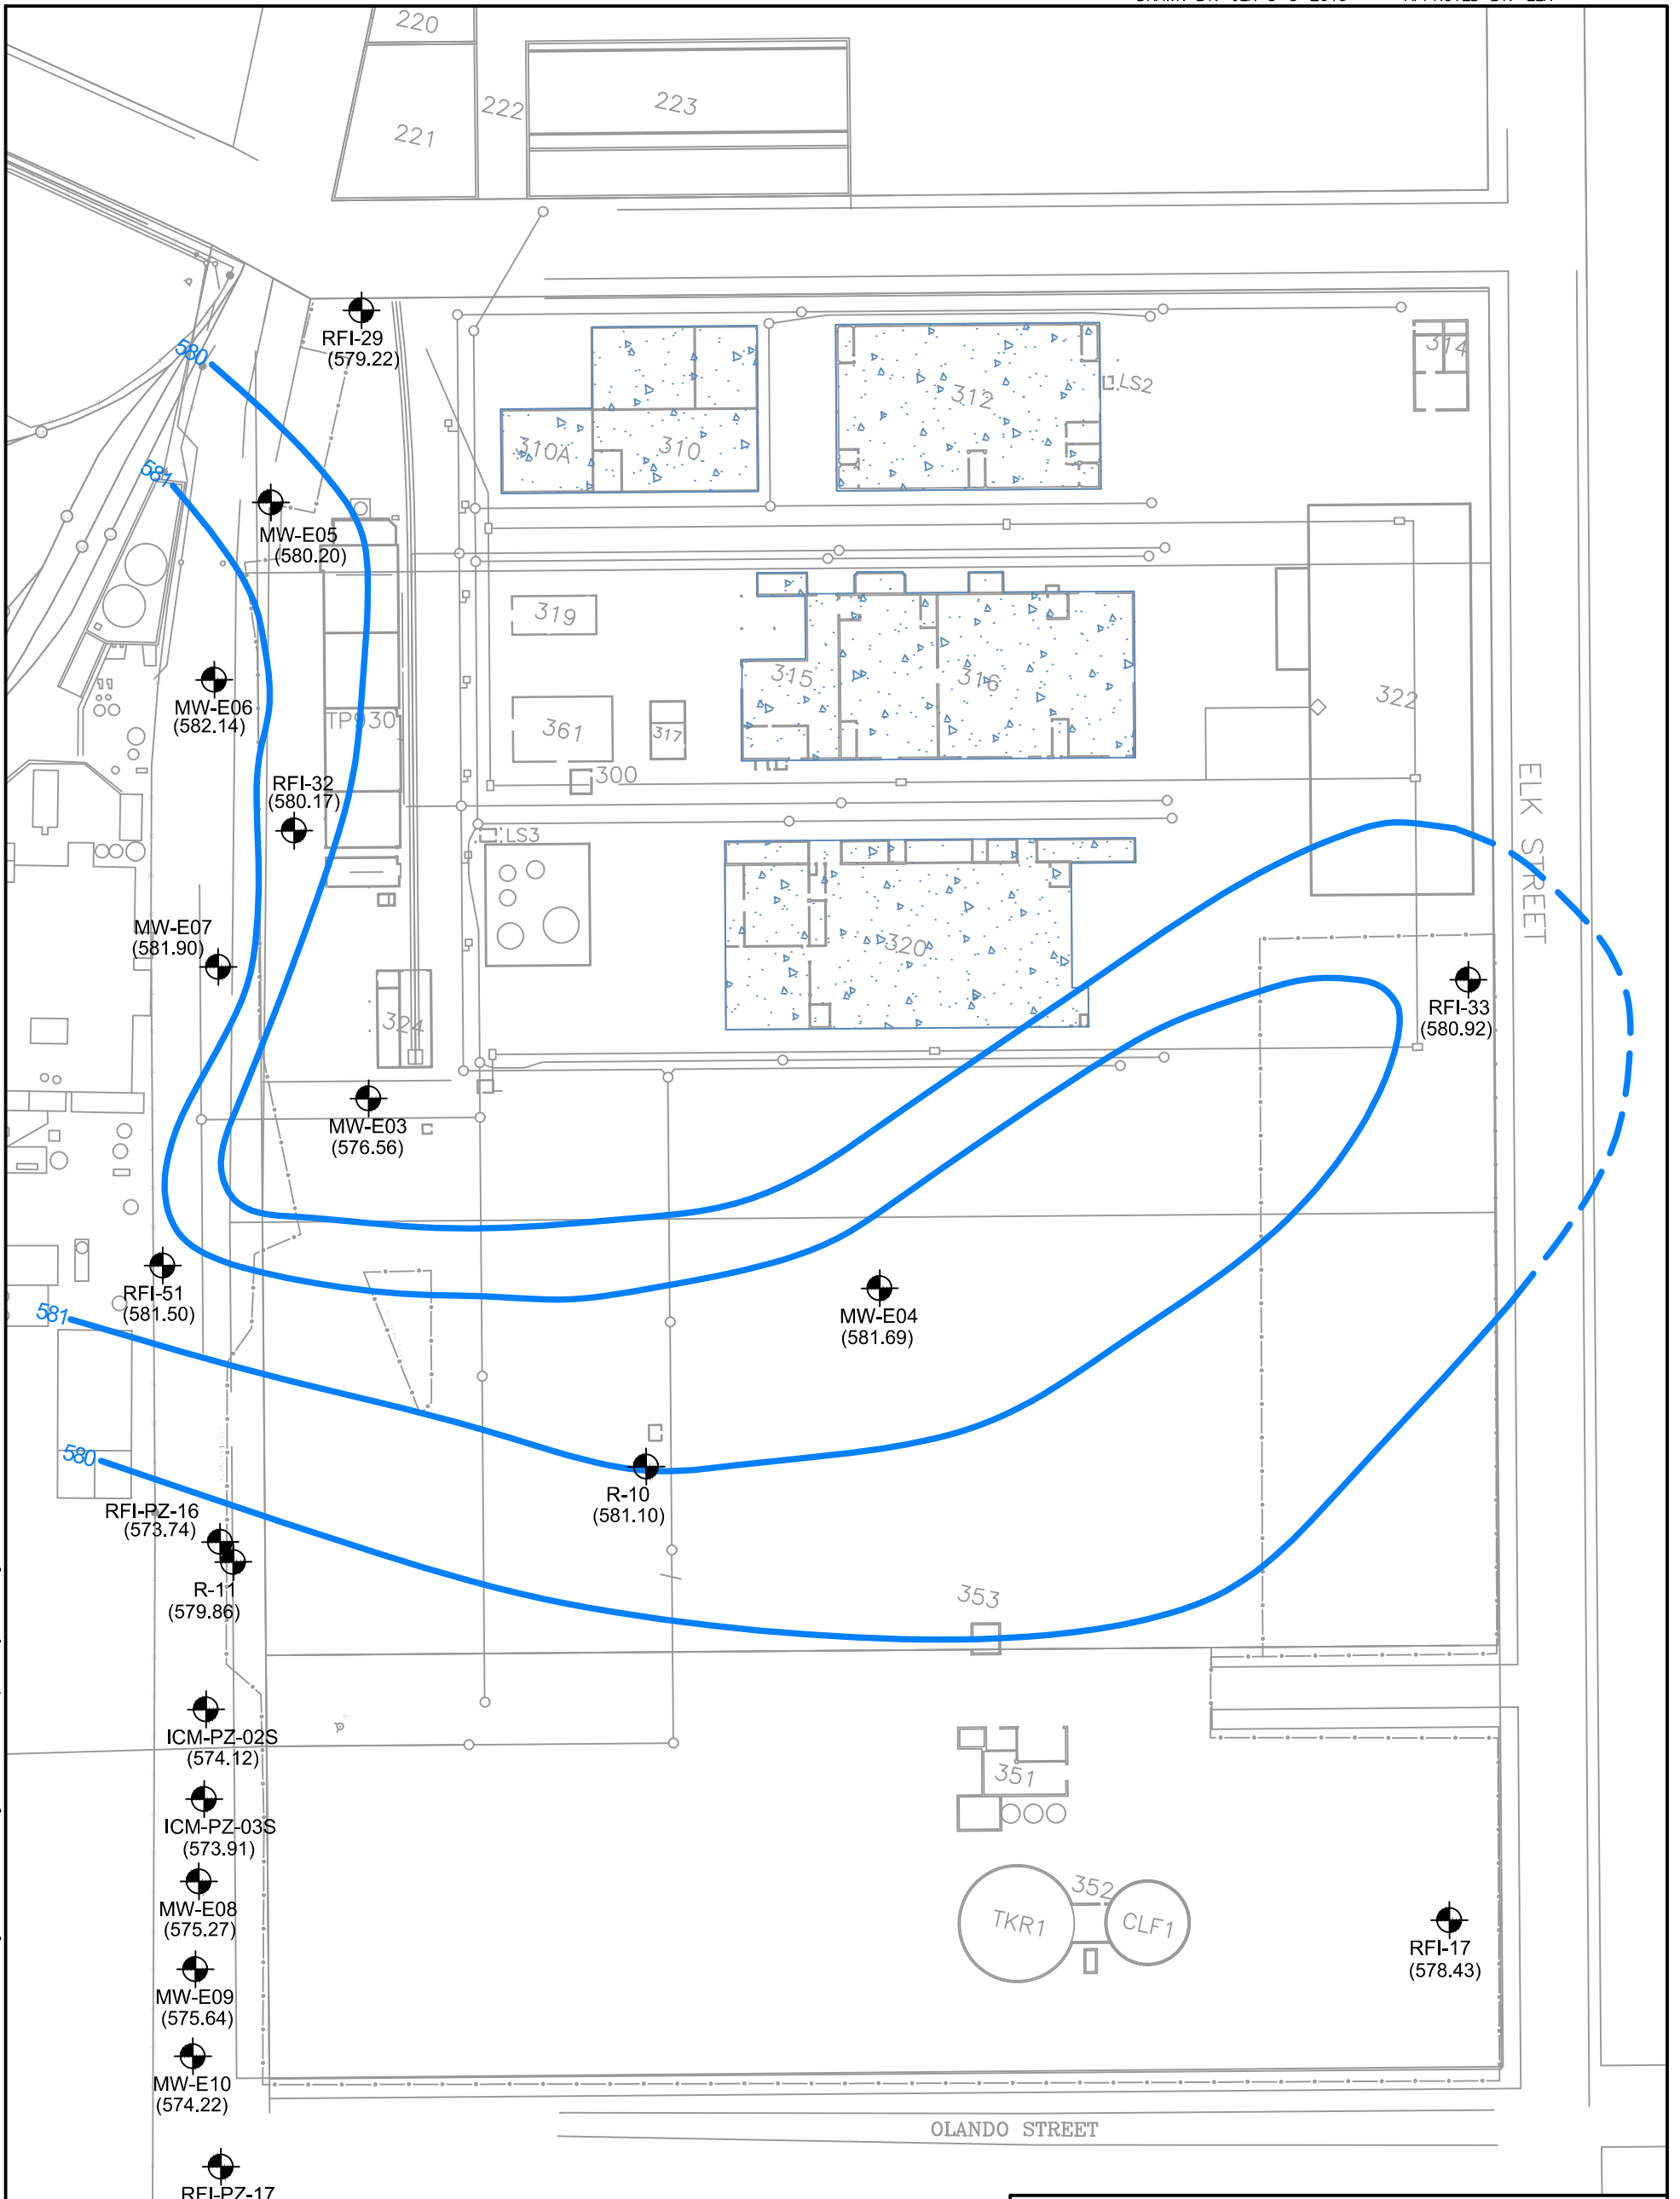 220
221
222
223
RFI-29
(579.22)
580
581
310A
310
312
LS2
314
MW-E05
(580.20)
319
315
316
322
MW-E06
(582.14)
TP930
361
317
300
RFI-32
(580.17)
LS3
ELK STREET
MW-E07
(581.90)
320
324
RFI-33
(580.92)
MW-E03
(576.56)
RFI-51
(581.50)
581
MW-E04
(581.69)
580
R-10
(581.10)
RFI-PZ-16
(573.74)
R-11
(579.86)
353
ICM-PZ-02S
(574.12)
351
ICM-PZ-03S
(573.91)
MW-E08
(575.27)
352
TKR1
CLF1
RFI-17
(578.43)
MW-E09
(575.64)
MW-E10
(574.22)
OLANDO STREET
RFI-PZ-17